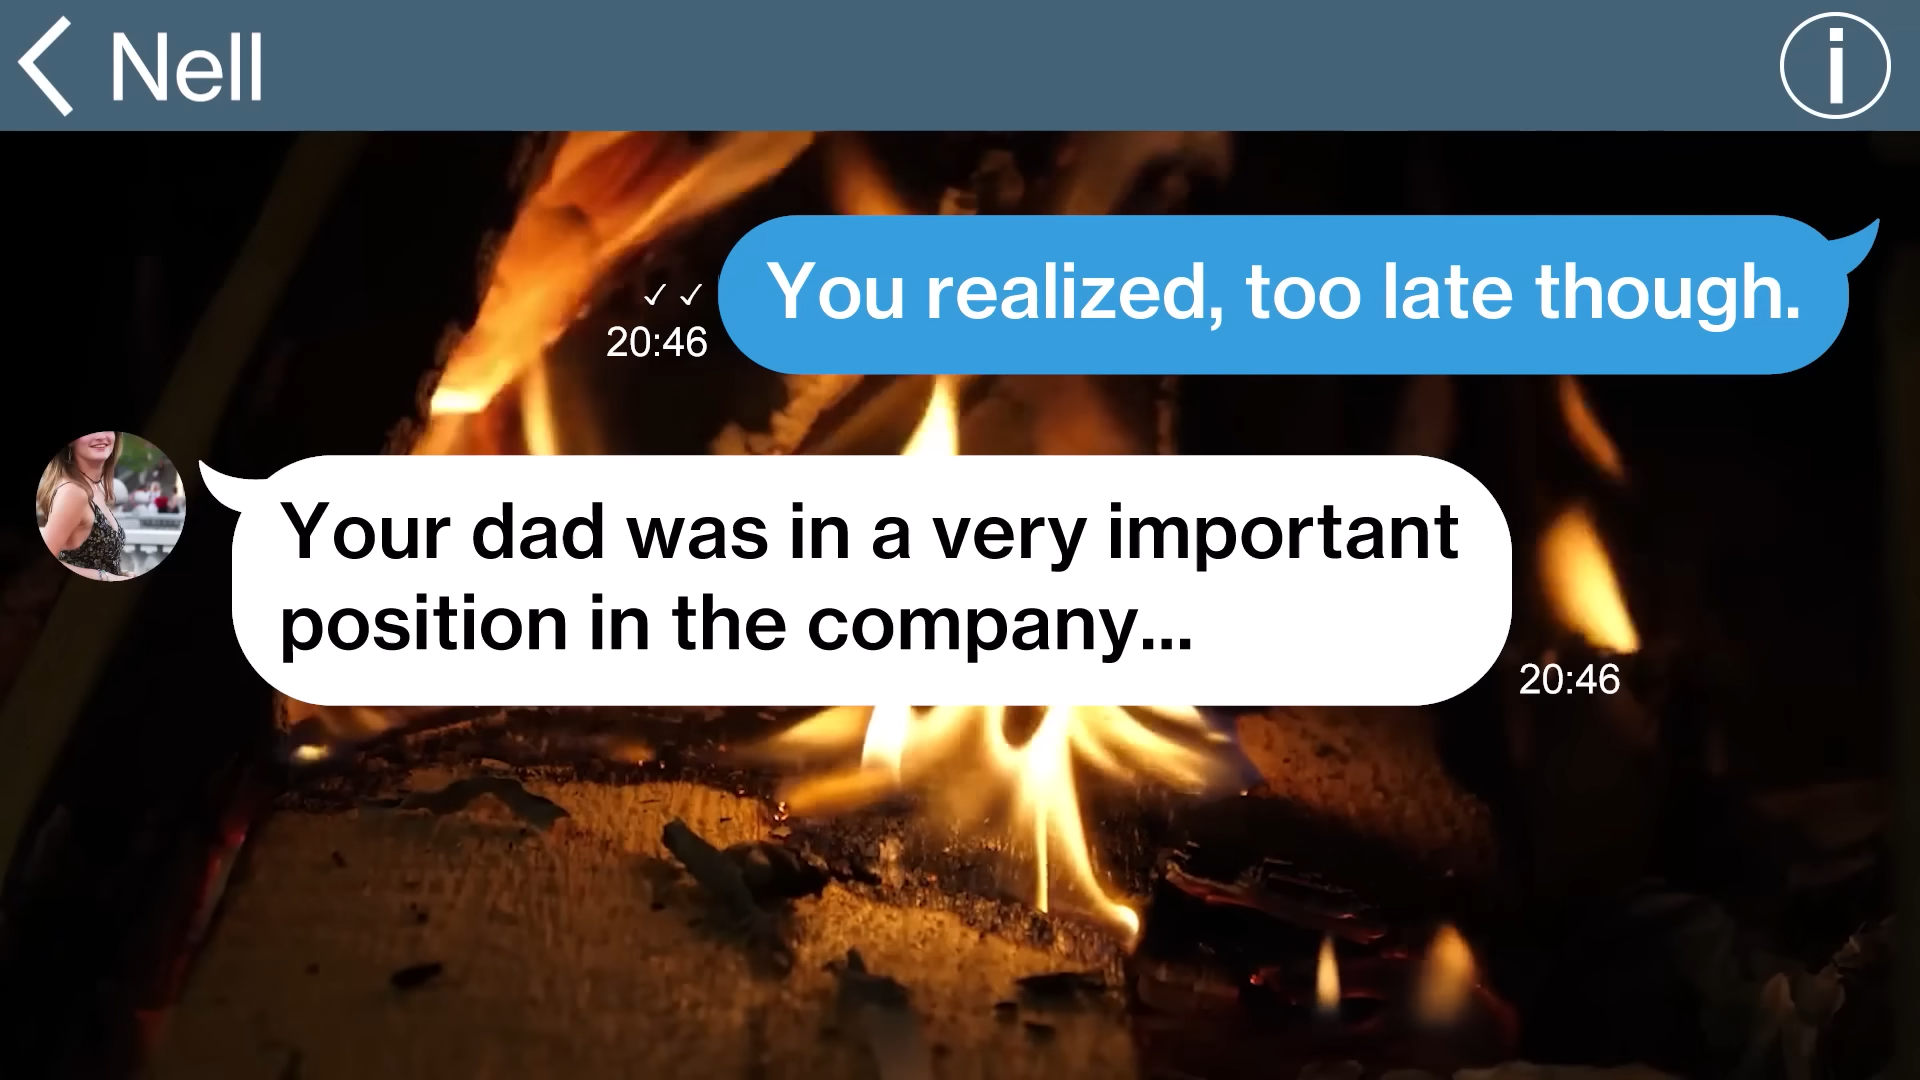 Nell
You realized, too late though.
✓✓
20:46
Your dad was in a very important
position in the company...
20:46